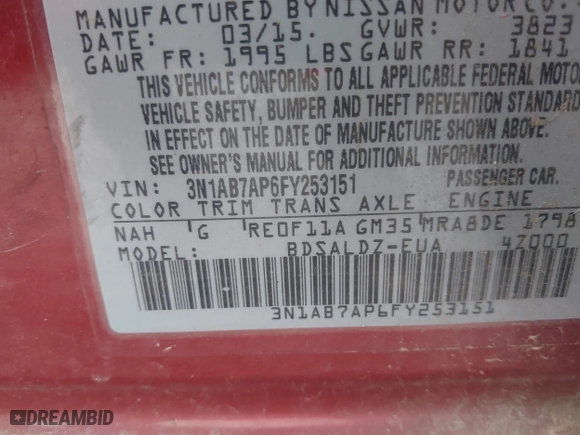 MANUFACTURED BY NISSAN MOTOR CO.
DATE: 03/15. GVWR: 3823
GAWR FR: 1995 LBS GAWR RR: 1841
THIS VEHICLE CONFORMS TO ALL APPLICABLE FEDERAL MOTO
VEHICLE SAFETY, BUMPER AND THEFT PREVENTION STANDARD
IN EFFECT ON THE DATE OF MANUFACTURE SHOWN ABOVE.
SEE OWNER'S MANUAL FOR ADDITIONAL INFORMATION.
VIN: 3N1AB7AP6FY253151 PASSENGER CAR.
COLOR TRIM TRANS AXLE ENGINE
NAH G RE0F11A GM35 MRA8DE 1798
MODEL: BDSALDZ-EUA 47000
3N1AB7AP6FY253151
DREAMBID